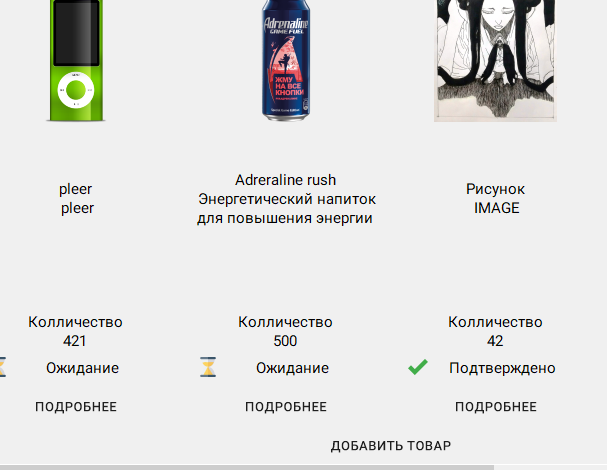 Adrenaline
GAME FUEL
ЖМУ
НА ВСЕ
КНОПКИ
pleer
pleer
Adreraline rush
Энергетический напиток
для повышения энергии
Рисунок
IMAGE
Колличество
421
Колличество
500
Колличество
42
Ожидание
Ожидание
Подтверждено
ПОДРОБНЕЕ
ПОДРОБНЕЕ
ПОДРОБНЕЕ
ДОБАВИТЬ ТОВАР